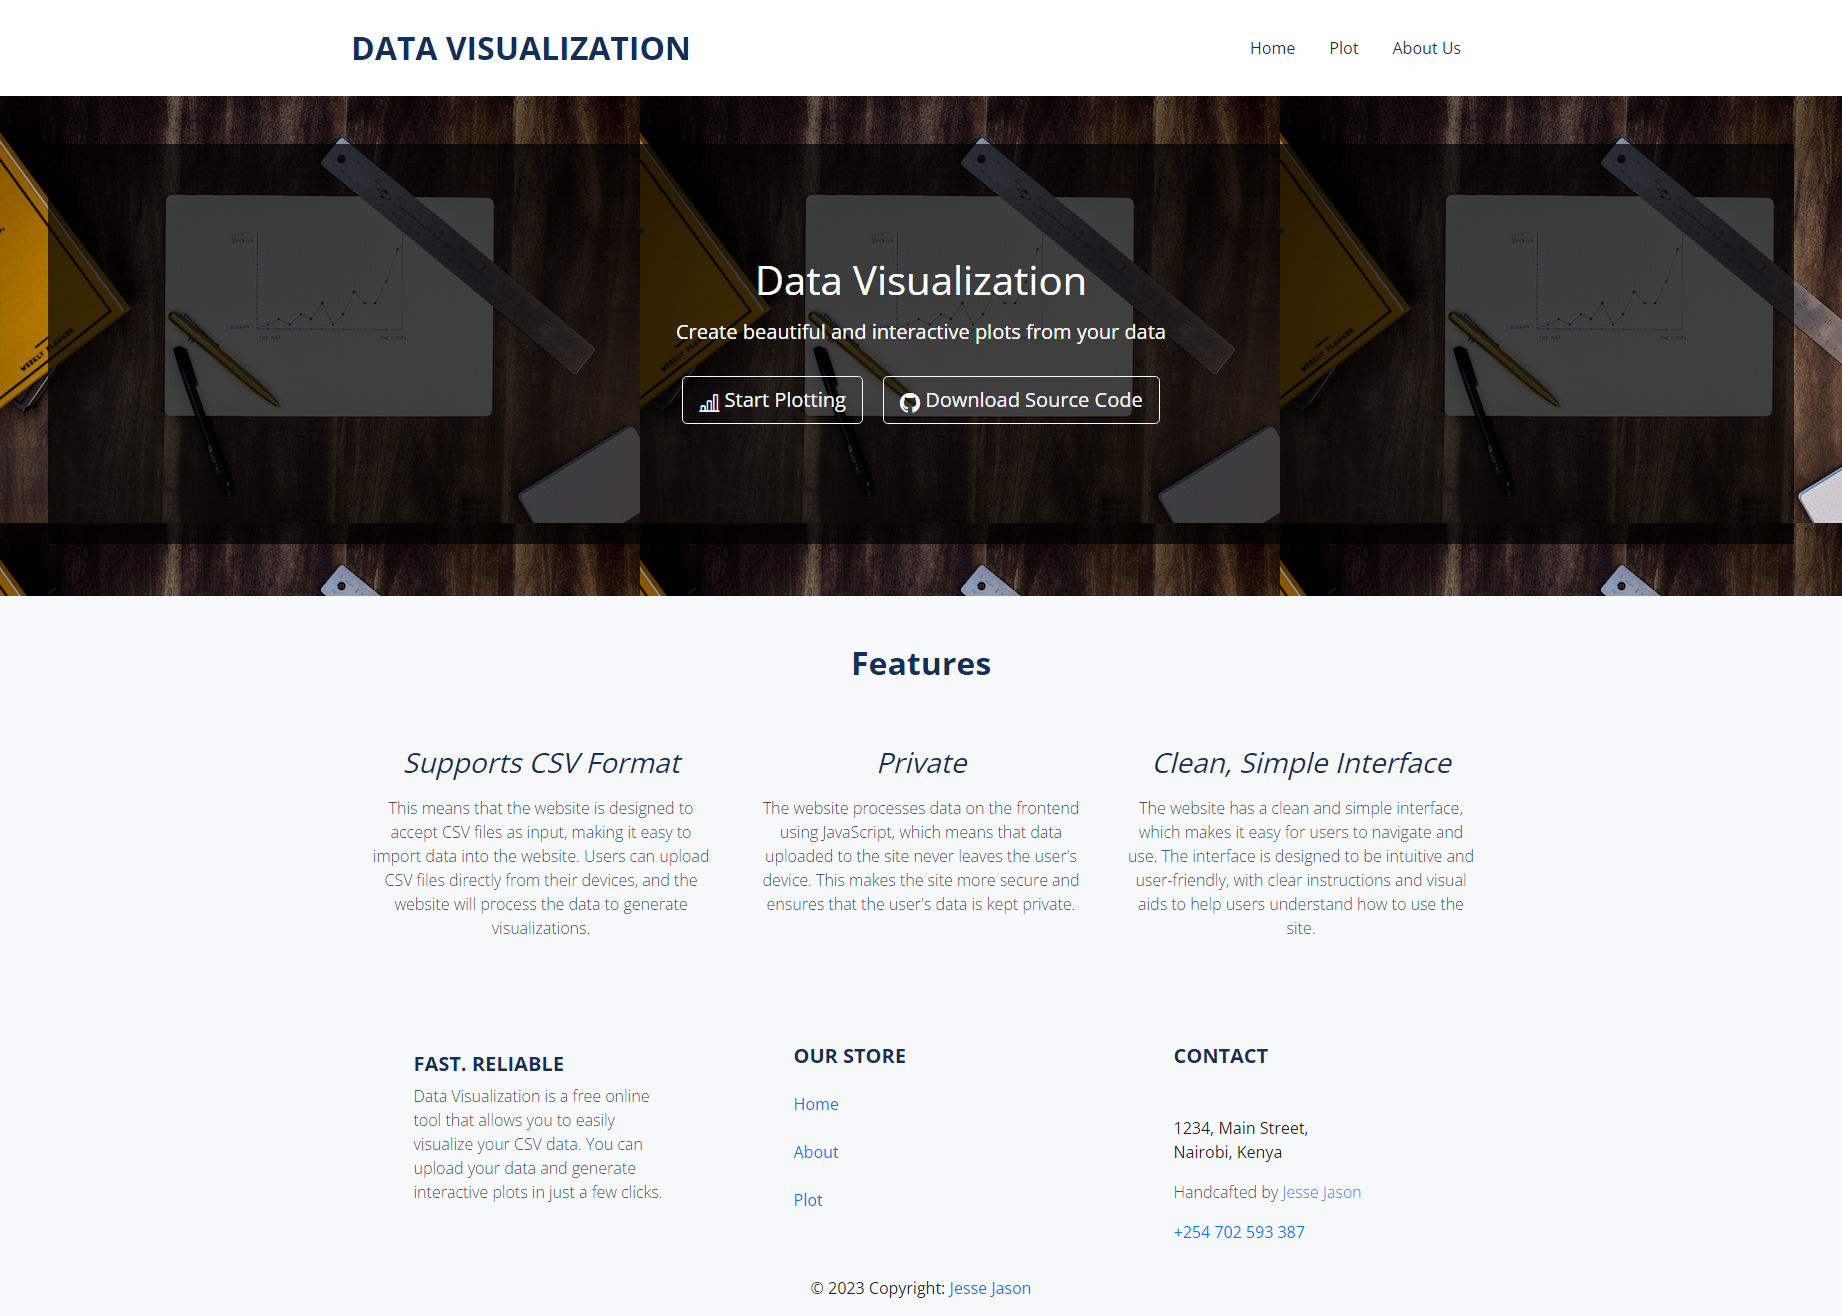 DATA VISUALIZATION
Home Plot About Us
Data Visualization
Create beautiful and interactive plots from your data
Start Plotting
Download Source Code
WEEKLY PLANNER
WEEKLY PLANNER
Features
Supports CSV Format
This means that the website is designed to
accept CSV files as input, making it easy to
import data into the website. Users can upload
CSV files directly from their devices, and the
website will process the data to generate
visualizations.
Private
The website processes data on the frontend
using JavaScript, which means that data
uploaded to the site never leaves the user's
device. This makes the site more secure and
ensures that the user's data is kept private.
Clean, Simple Interface
The website has a clean and simple interface,
which makes it easy for users to navigate and
use. The interface is designed to be intuitive and
user-friendly, with clear instructions and visual
aids to help users understand how to use the
site.
FAST. RELIABLE
Data Visualization is a free online
tool that allows you to easily
visualize your CSV data. You can
upload your data and generate
interactive plots in just a few clicks.
OUR STORE
Home
About
Plot
CONTACT
1234, Main Street,
Nairobi, Kenya
Handcafted by Jesse Jason
+254 702 593 387
© 2023 Copyright: Jesse Jason